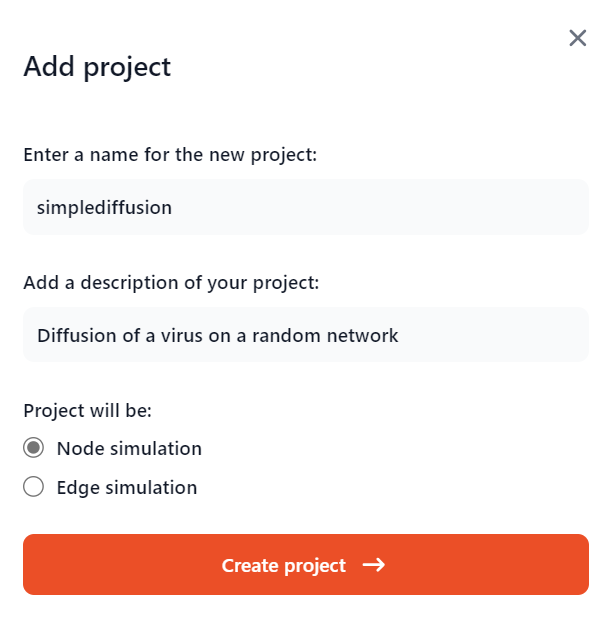 Add project
Enter a name for the new project:
simplediffusion
Add a description of your project:
Diffusion of a virus on a random network
Project will be:
Node simulation
Edge simulation
Create project